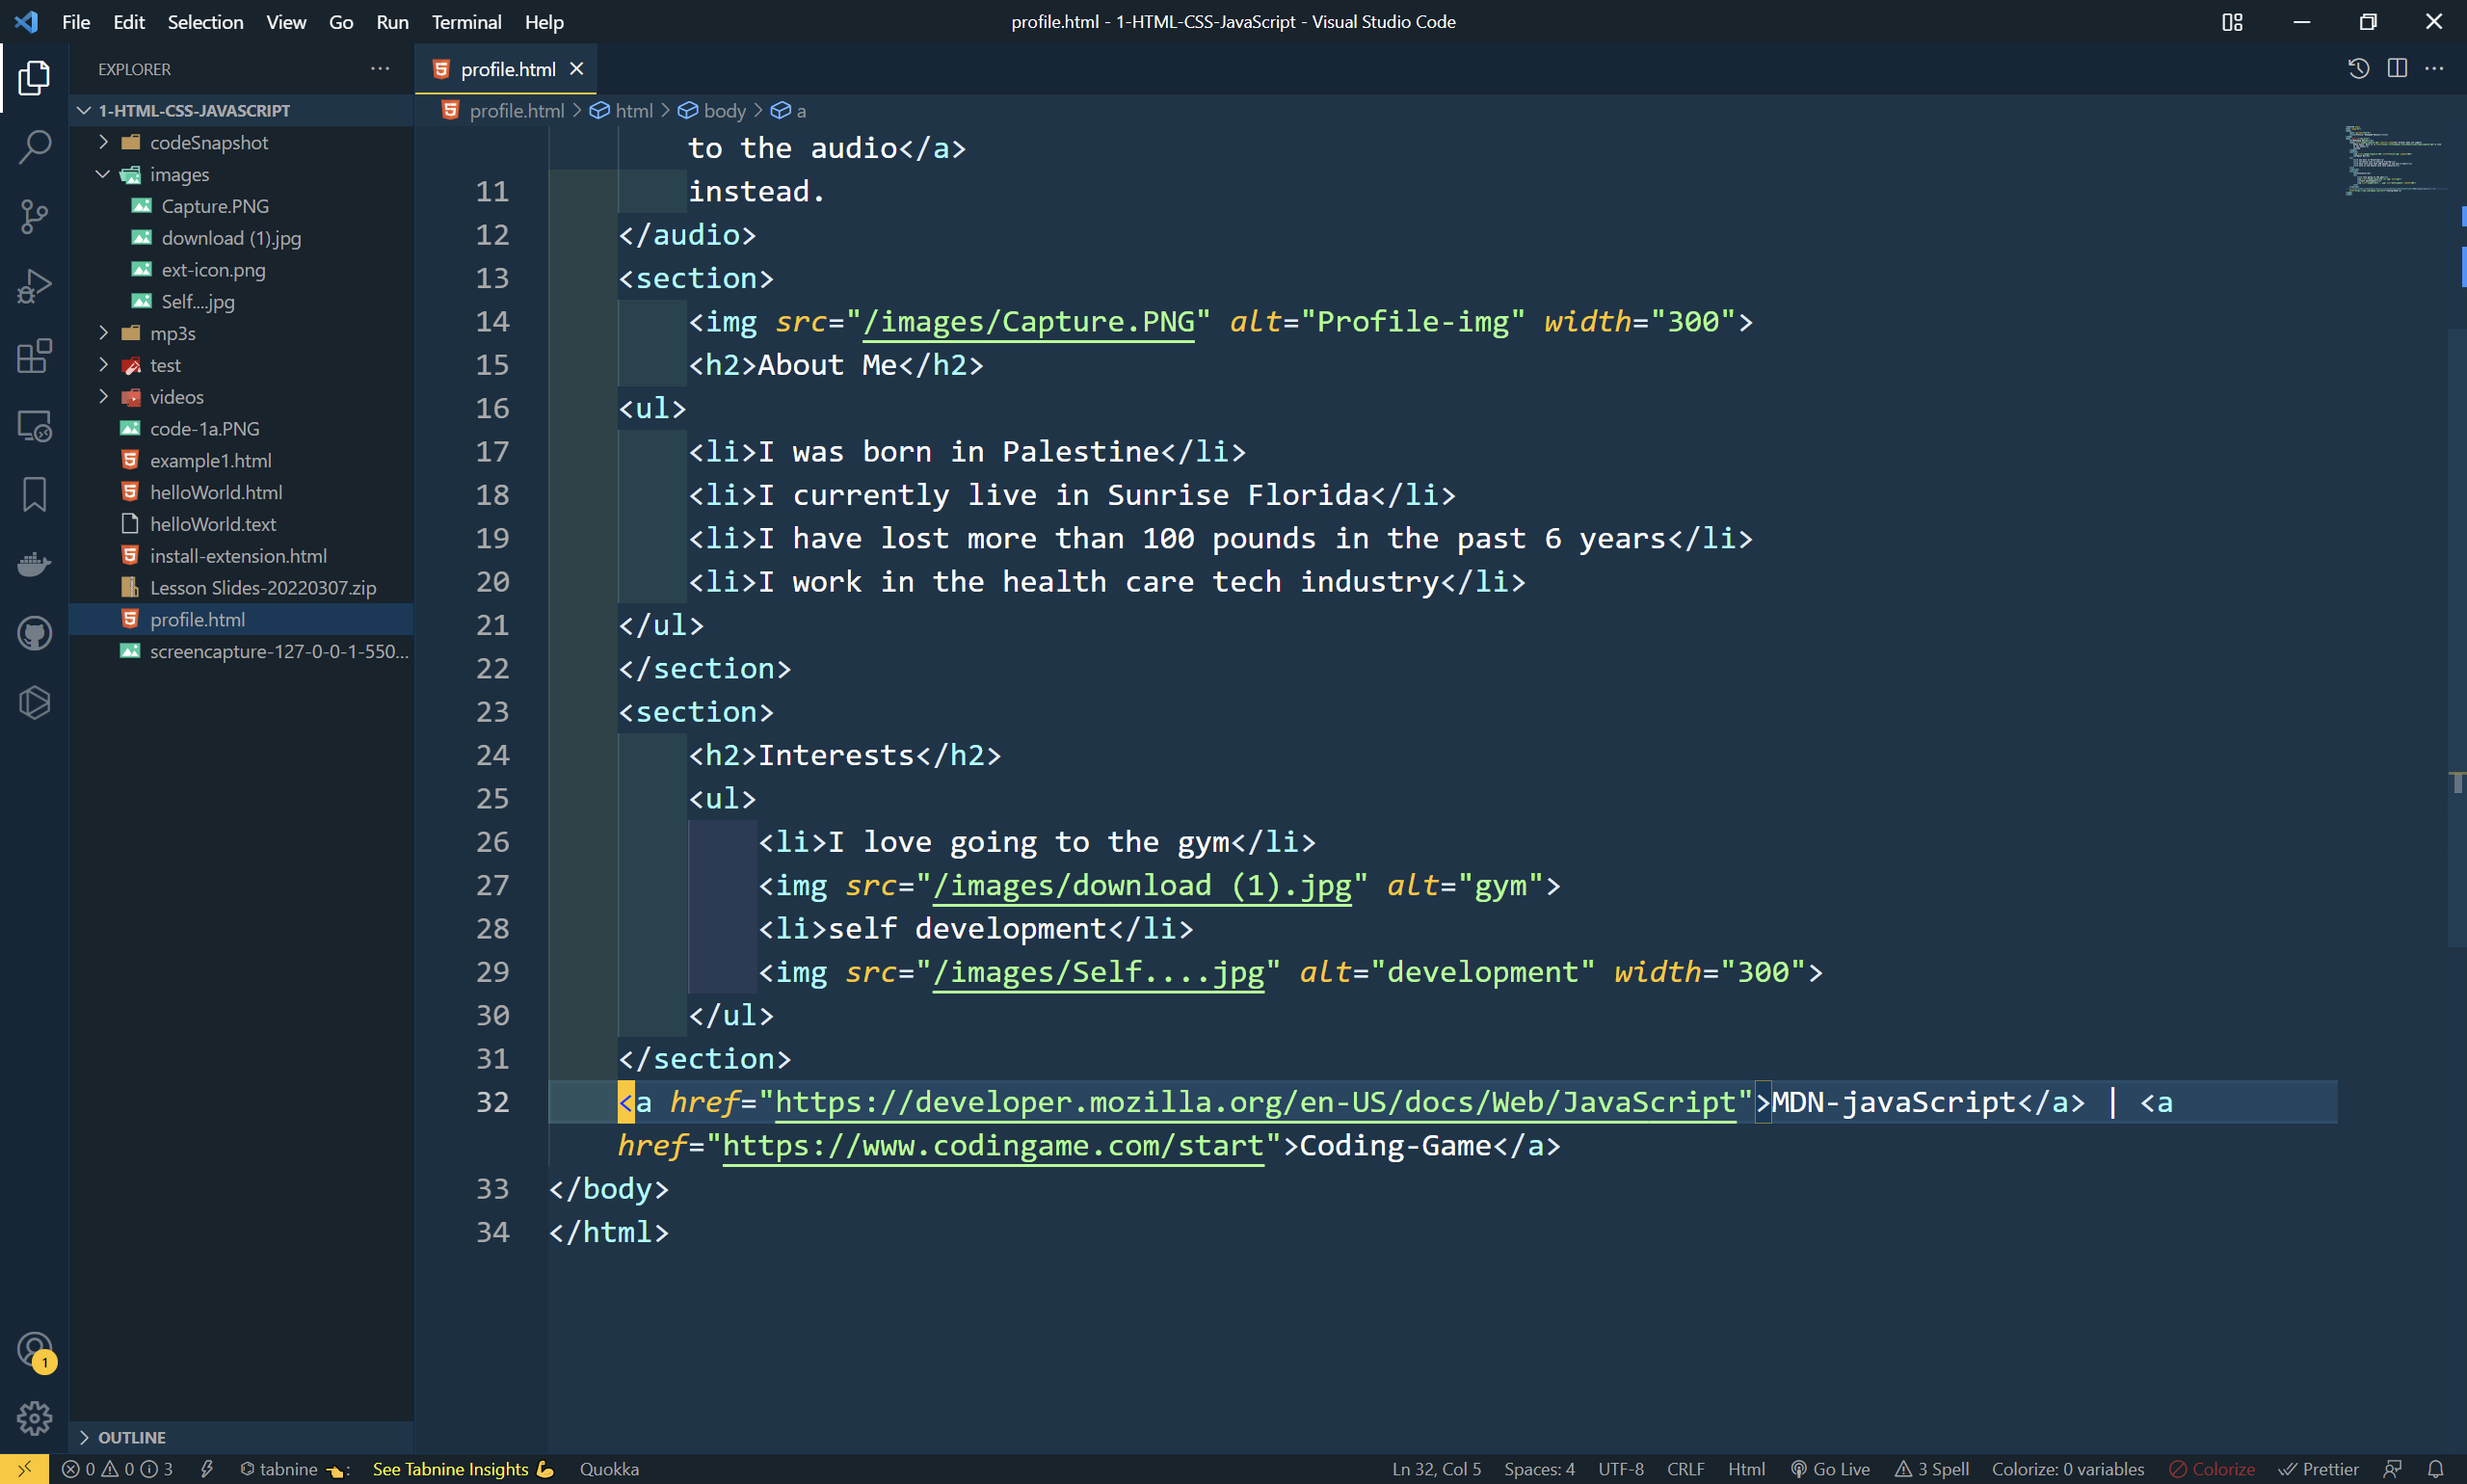 File Edit Selection View Go Run Terminal Help
profile.html - 1-HTML-CSS-JavaScript - Visual Studio Code
EXPLORER
profile.html
1-HTML-CSS-JAVASCRIPT
codeSnapshot
images
Capture.PNG
download (1).jpg
ext-icon.png
Self....jpg
mp3s
test
videos
code-1a.PNG
example1.html
helloWorld.html
helloWorld.text
install-extension.html
Lesson Slides-20220307.zip
profile.html
screencapture-127-0-0-1-550...
OUTLINE
profile.html > html > body > a
to the audio</a>
11 instead.
12 </audio>
13 <section>
14 <img src="/images/Capture.PNG" alt="Profile-img" width="300">
15 <h2>About Me</h2>
16 <ul>
17 <li>I was born in Palestine</li>
18 <li>I currently live in Sunrise Florida</li>
19 <li>I have lost more than 100 pounds in the past 6 years</li>
20 <li>I work in the health care tech industry</li>
21 </ul>
22 </section>
23 <section>
24 <h2>Interests</h2>
25 <ul>
26 <li>I love going to the gym</li>
27 <img src="/images/download (1).jpg" alt="gym">
28 <li>self development</li>
29 <img src="/images/Self....jpg" alt="development" width="300">
30 </ul>
31 </section>
32 <a href="https://developer.mozilla.org/en-US/docs/Web/JavaScript">MDN-javaScript</a> | <a
href="https://www.codingame.com/start">Coding-Game</a>
33 </body>
34 </html>
1
0 0 3 tabnine : See Tabnine Insights Quokka
Ln 32, Col 5 Spaces: 4 UTF-8 CRLF Html Go Live 3 Spell Colorize: 0 variables Colorize Prettier